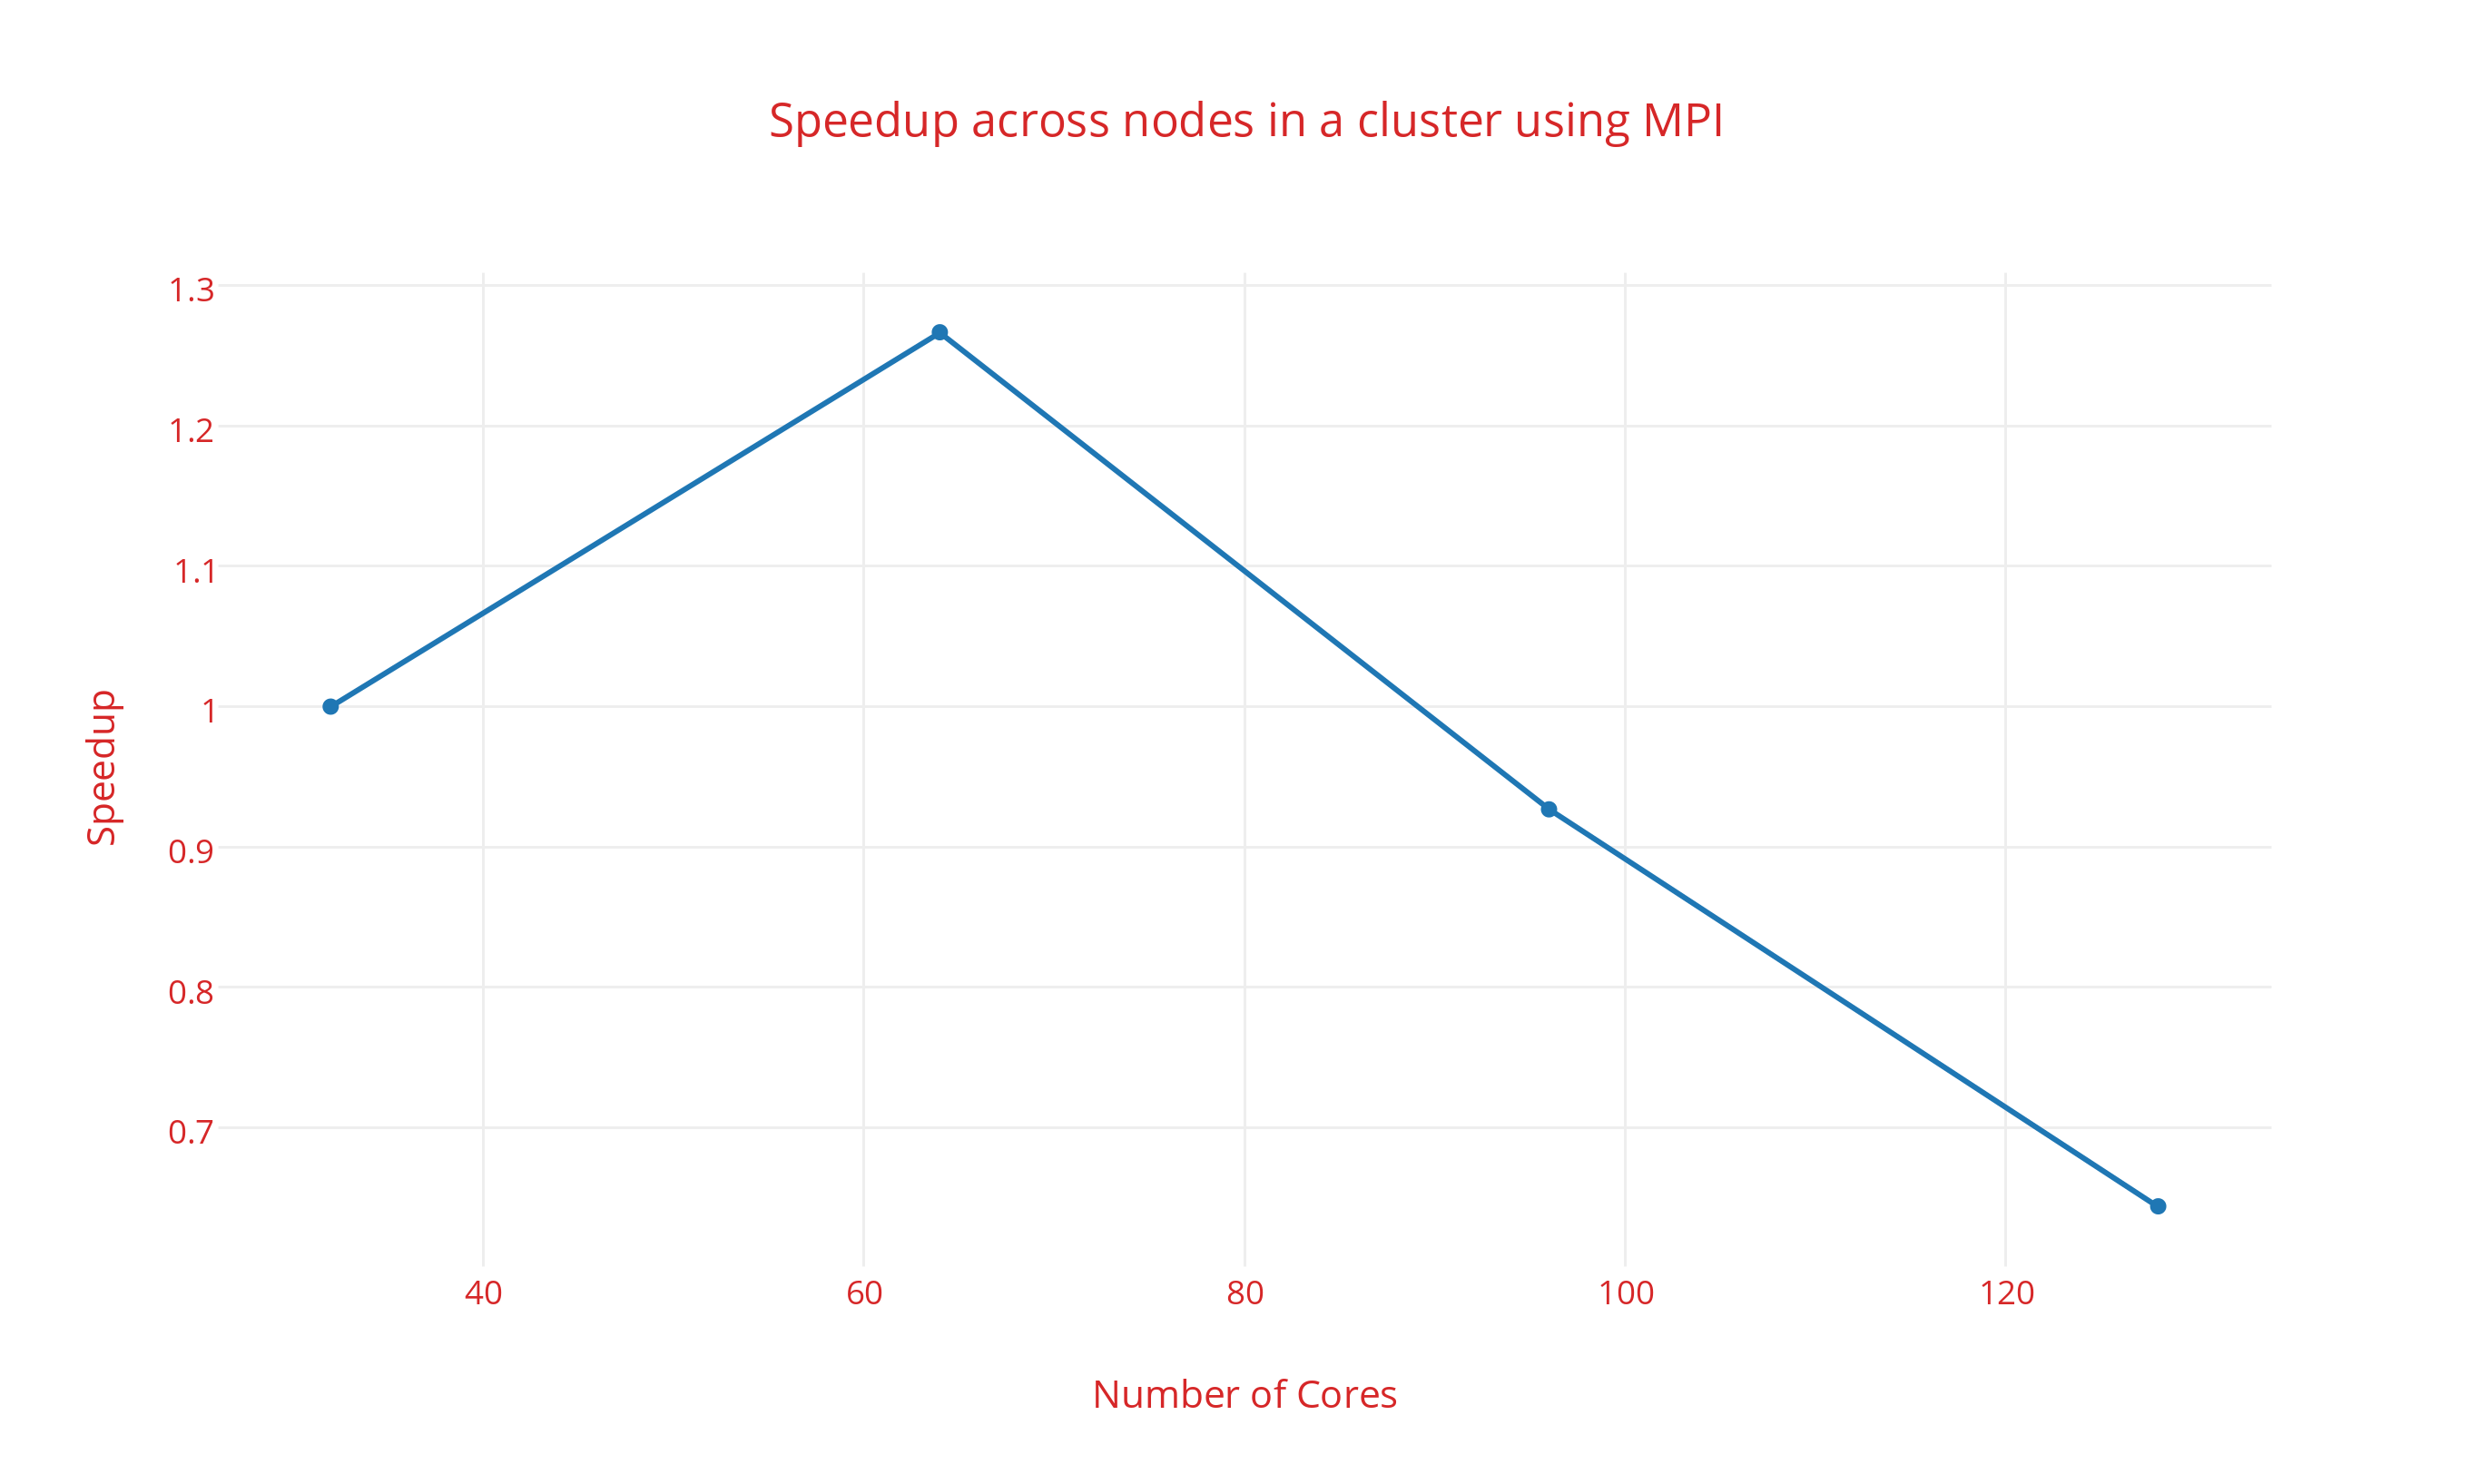 Speedup across nodes in a cluster using MPI
1.3
1.2
1.1
1
0.9
0.8
0.7
Speedup
40 60 80 100 120
Number of Cores